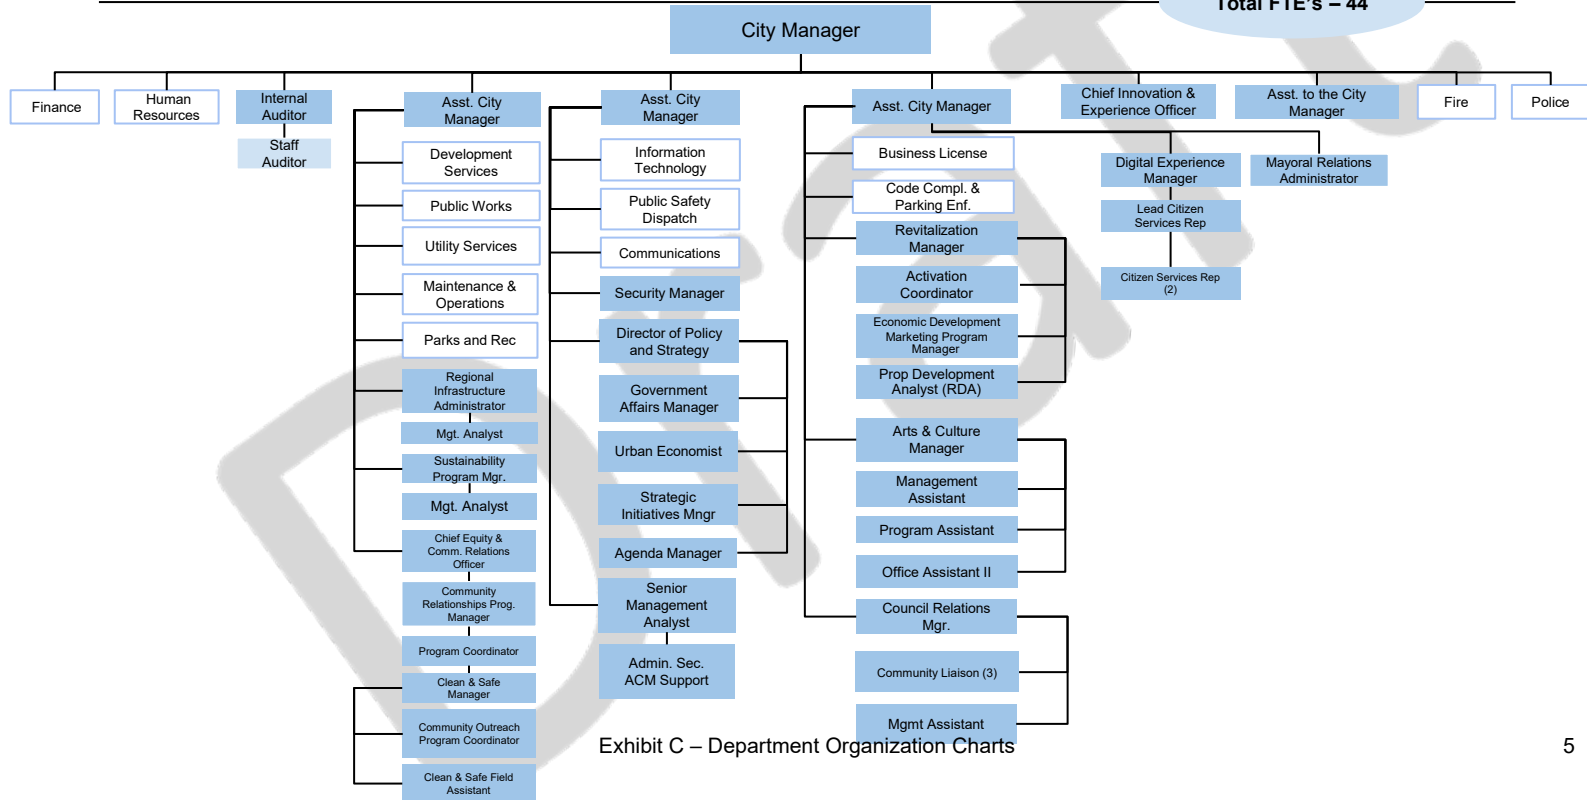 Total FTE's – 44
City Manager
Finance
Human
Resources
Internal
Auditor
Staff
Auditor
Asst. City
Manager
Development
Services
Public Works
Utility Services
Maintenance &
Operations
Parks and Rec
Regional
Infrastructure
Administrator
Mgt. Analyst
Sustainability
Program Mgr.
Mgt. Analyst
Chief Equity &
Comm. Relations
Officer
Community
Relationships Prog.
Manager
Program Coordinator
Clean & Safe
Manager
Community Outreach
Program Coordinator
Clean & Safe Field
Assistant
Asst. City
Manager
Information
Technology
Public Safety
Dispatch
Communications
Security Manager
Director of Policy
and Strategy
Government
Affairs Manager
Urban Economist
Strategic
Initiatives Mngr
Agenda Manager
Senior
Management
Analyst
Admin. Sec.
ACM Support
Asst. City Manager
Business License
Code Compl. &
Parking Enf.
Revitalization
Manager
Activation
Coordinator
Economic Development
Marketing Program
Manager
Prop Development
Analyst (RDA)
Arts & Culture
Manager
Management
Assistant
Program Assistant
Office Assistant II
Council Relations
Mgr.
Community Liaison (3)
Mgmt Assistant
Digital Experience
Manager
Lead Citizen
Services Rep
Citizen Services Rep
(2)
Mayoral Relations
Administrator
Chief Innovation &
Experience Officer
Asst. to the City
Manager
Fire
Police
Draft
Exhibit C – Department Organization Charts
5